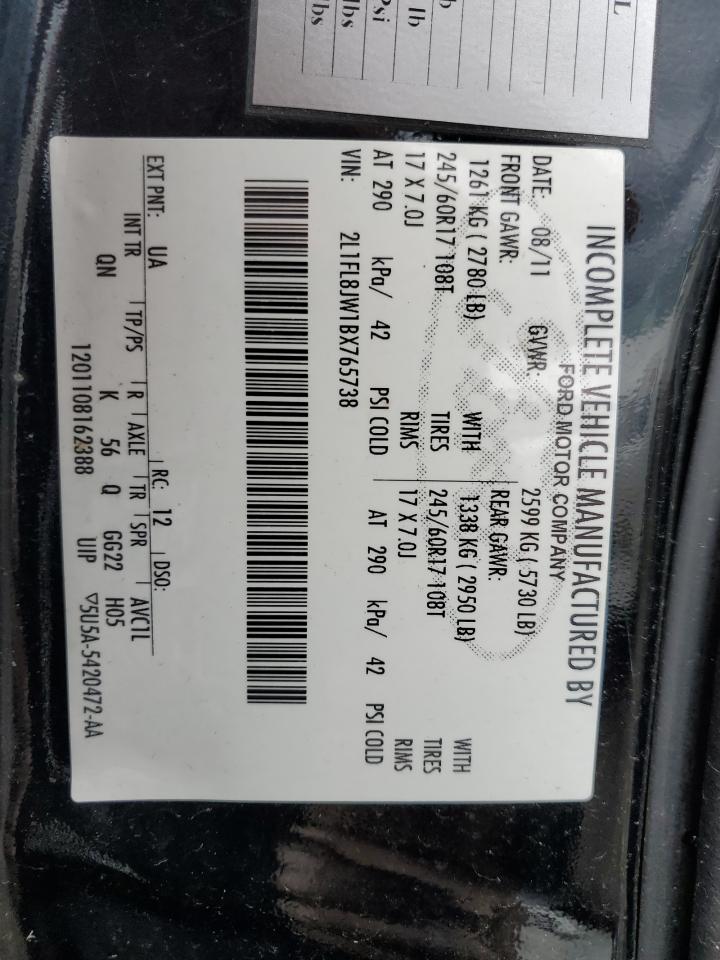 L
b
lb
Psi
lbs
lbs
INCOMPLETE VEHICLE MANUFACTURED BY
FORD MOTOR COMPANY
DATE: 08/11 GVWR: 2599 KG ( 5730 LB)
FRONT GAWR: REAR GAWR:
1261 KG ( 2780 LB) WITH 1338 KG ( 2950 LB) WITH
245/60R17 108T TIRES 245/60R17 108T TIRES
17 X 7.0J RIMS 17 X 7.0J RIMS
AT 290 kPa/ 42 PSI COLD AT 290 kPa/ 42 PSI COLD
VIN: 2L1FL8JW1BX765738
EXT PNT: UA RC: 12 DSO:
INT TR TP/PS R AXLE TR SPR AVCTL
QN K 56 Q GG22 H05
1201108162388 UIP ▽5U5A-5420472-AA